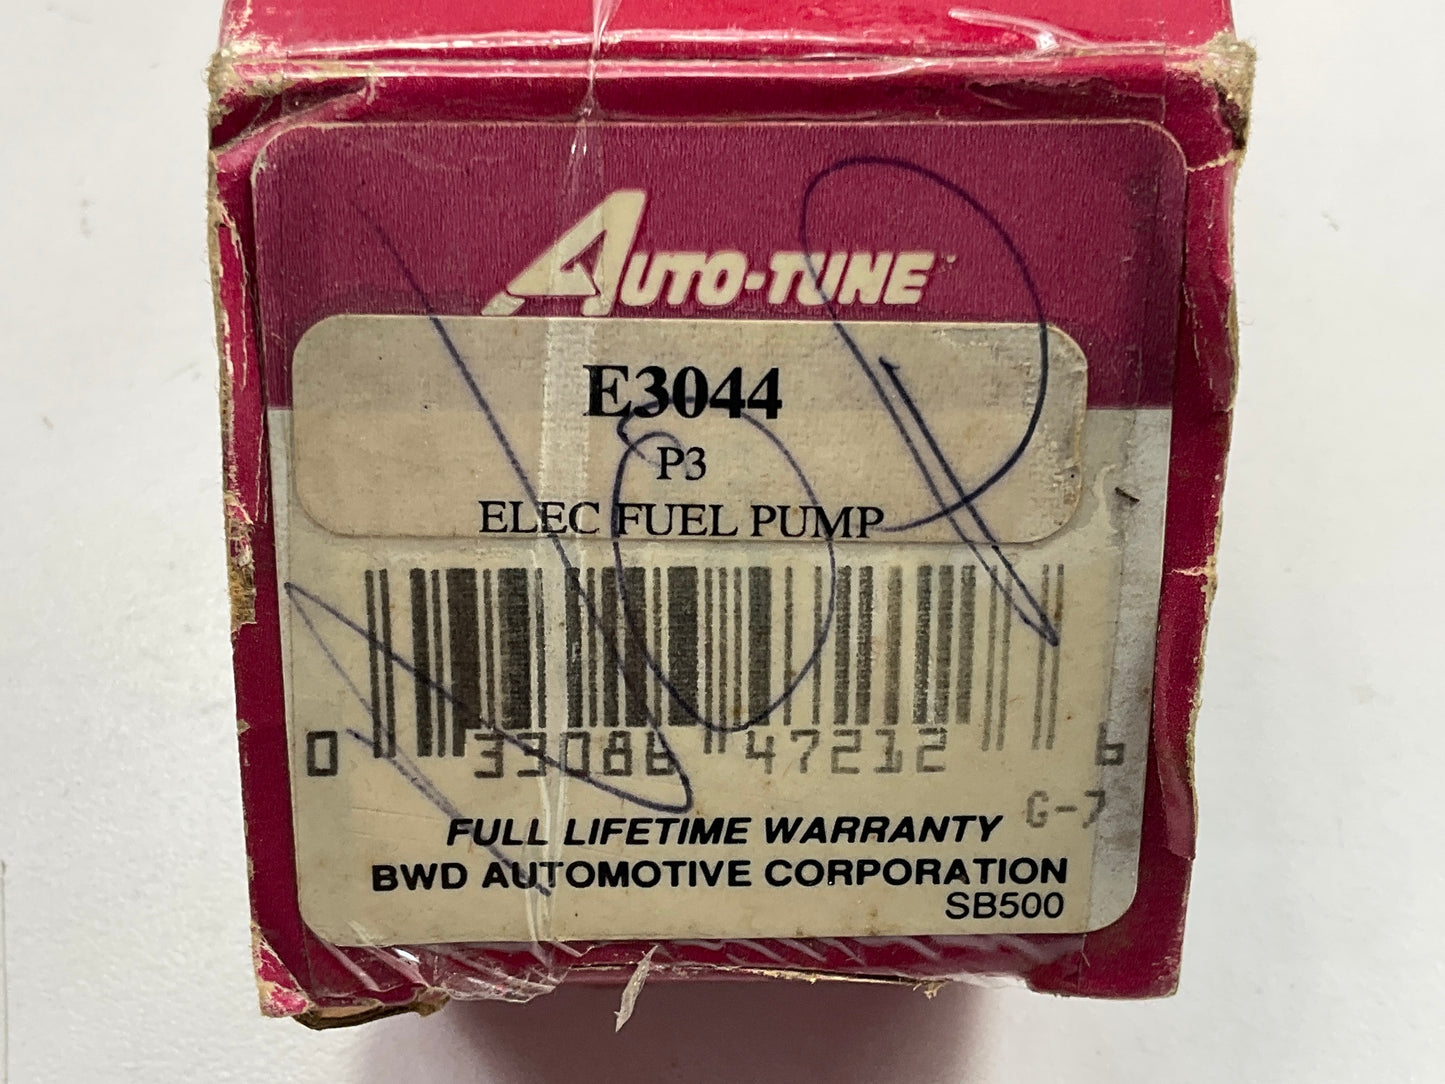 AUTO-TUNE
E3044
P3
ELEC FUEL PUMP
0 33086 47212 6
G-7
FULL LIFETIME WARRANTY
BWD AUTOMOTIVE CORPORATION
SB500